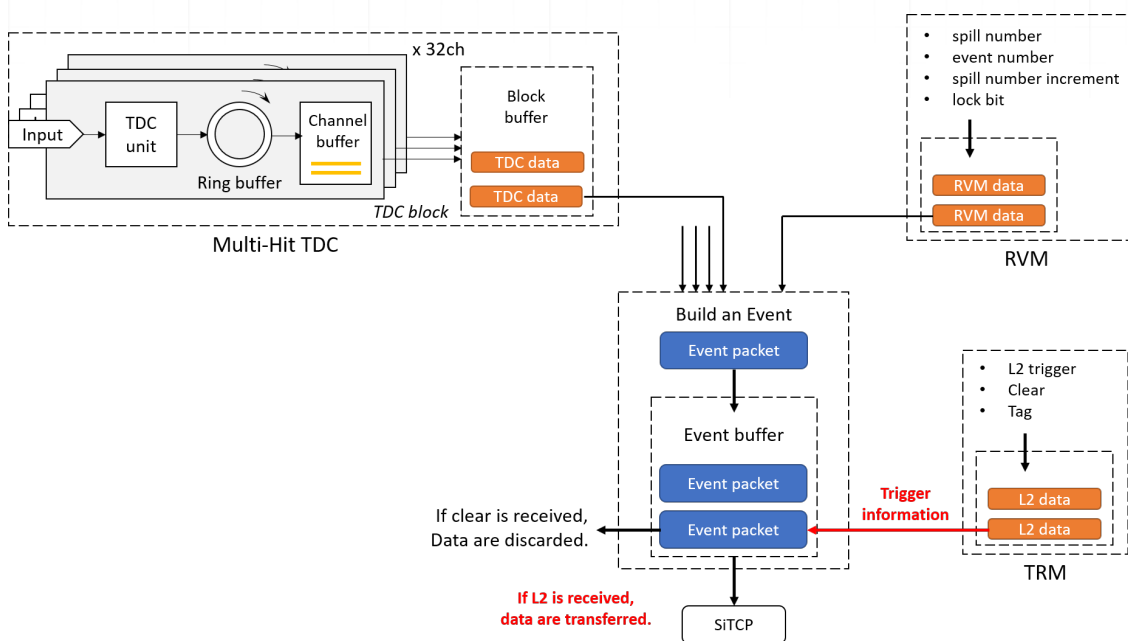 x 32ch
Input
TDC
unit
Ring buffer
Channel
buffer
TDC block
Block
buffer
TDC data
TDC data
Multi-Hit TDC
• spill number
• event number
• spill number increment
• lock bit
RVM data
RVM data
RVM
Build an Event
Event packet
Event buffer
Event packet
Event packet
If clear is received,
Data are discarded.
If L2 is received,
data are transferred.
SiTCP
Trigger
information
• L2 trigger
• Clear
• Tag
L2 data
L2 data
TRM